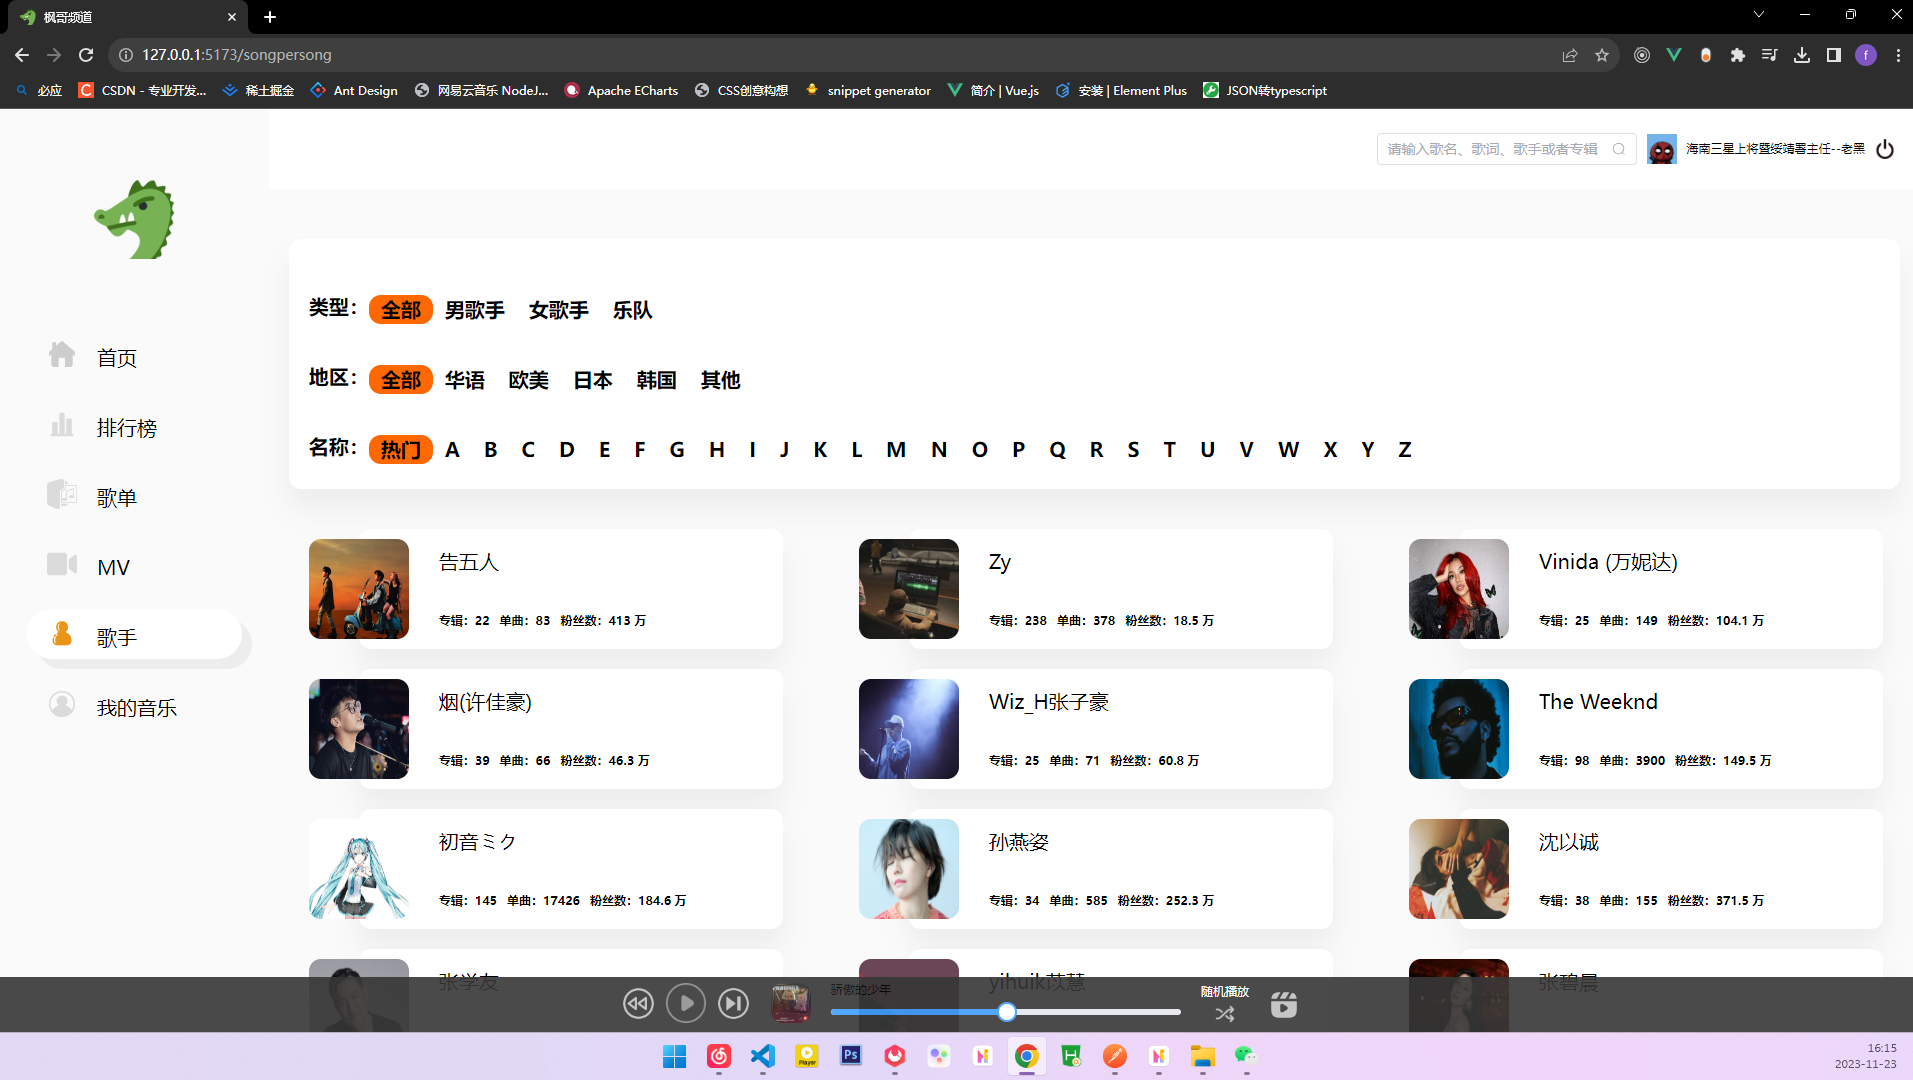 枫哥频道
127.0.0.1:5173/songpersong
必应 CSDN - 专业开发... 稀土掘金 Ant Design 网易云音乐 NodeJ... Apache ECharts CSS创意构想 snippet generator 简介 | Vue.js 安装 | Element Plus JSON转typescript
请输入歌名、歌词、歌手或者专辑 海南三星上将暨绥靖署主任--老黑
首页
排行榜
歌单
MV
歌手
我的音乐
类型: 全部 男歌手 女歌手 乐队
地区: 全部 华语 欧美 日本 韩国 其他
名称: 热门 A B C D E F G H I J K L M N O P Q R S T U V W X Y Z
告五人
专辑: 22 单曲: 83 粉丝数: 413 万
Zy
专辑: 238 单曲: 378 粉丝数: 18.5 万
Vinida (万妮达)
专辑: 25 单曲: 149 粉丝数: 104.1 万
烟(许佳豪)
专辑: 39 单曲: 66 粉丝数: 46.3 万
Wiz_H张子豪
专辑: 25 单曲: 71 粉丝数: 60.8 万
The Weeknd
专辑: 98 单曲: 3900 粉丝数: 149.5 万
初音ミク
专辑: 145 单曲: 17426 粉丝数: 184.6 万
孙燕姿
专辑: 34 单曲: 585 粉丝数: 252.3 万
沈以诚
专辑: 38 单曲: 155 粉丝数: 371.5 万
张学友
yihuik苡慧
张碧晨
骄傲的少年
随机播放
Ps
Player
16:15
2023-11-23